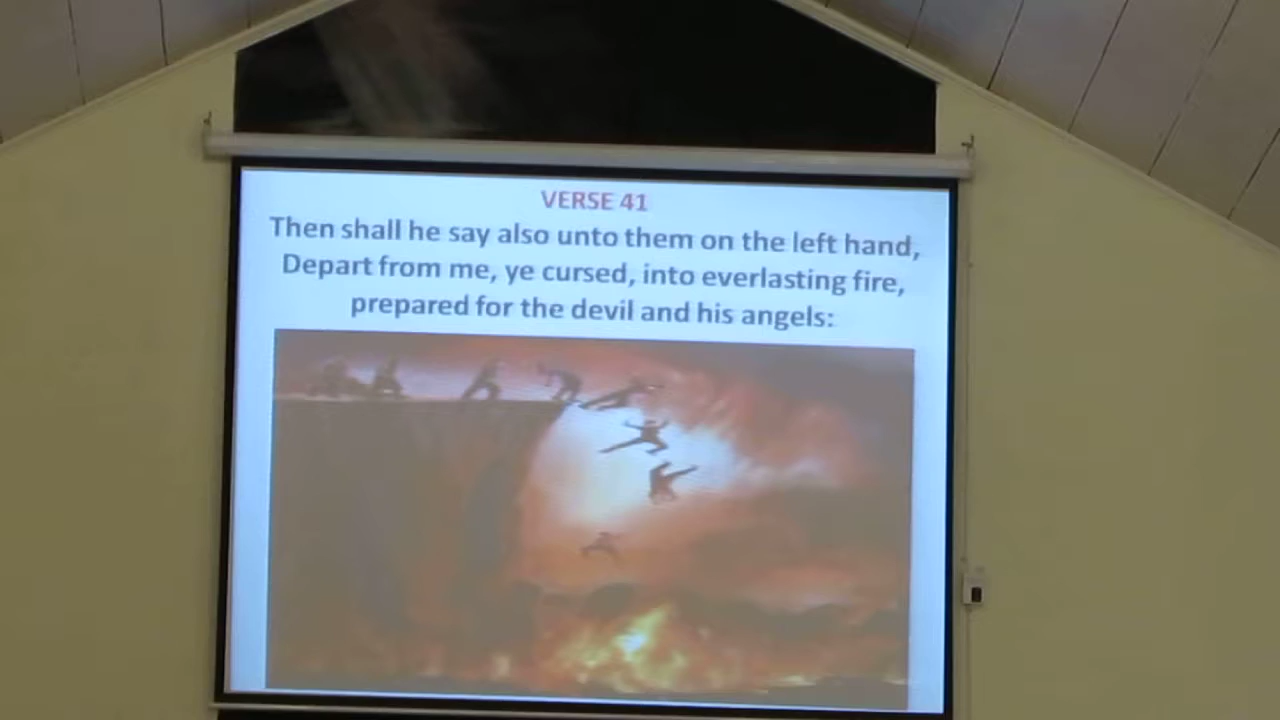 VERSE 41
Then shall he say also unto them on the left hand,
Depart from me, ye cursed, into everlasting fire,
prepared for the devil and his angels: